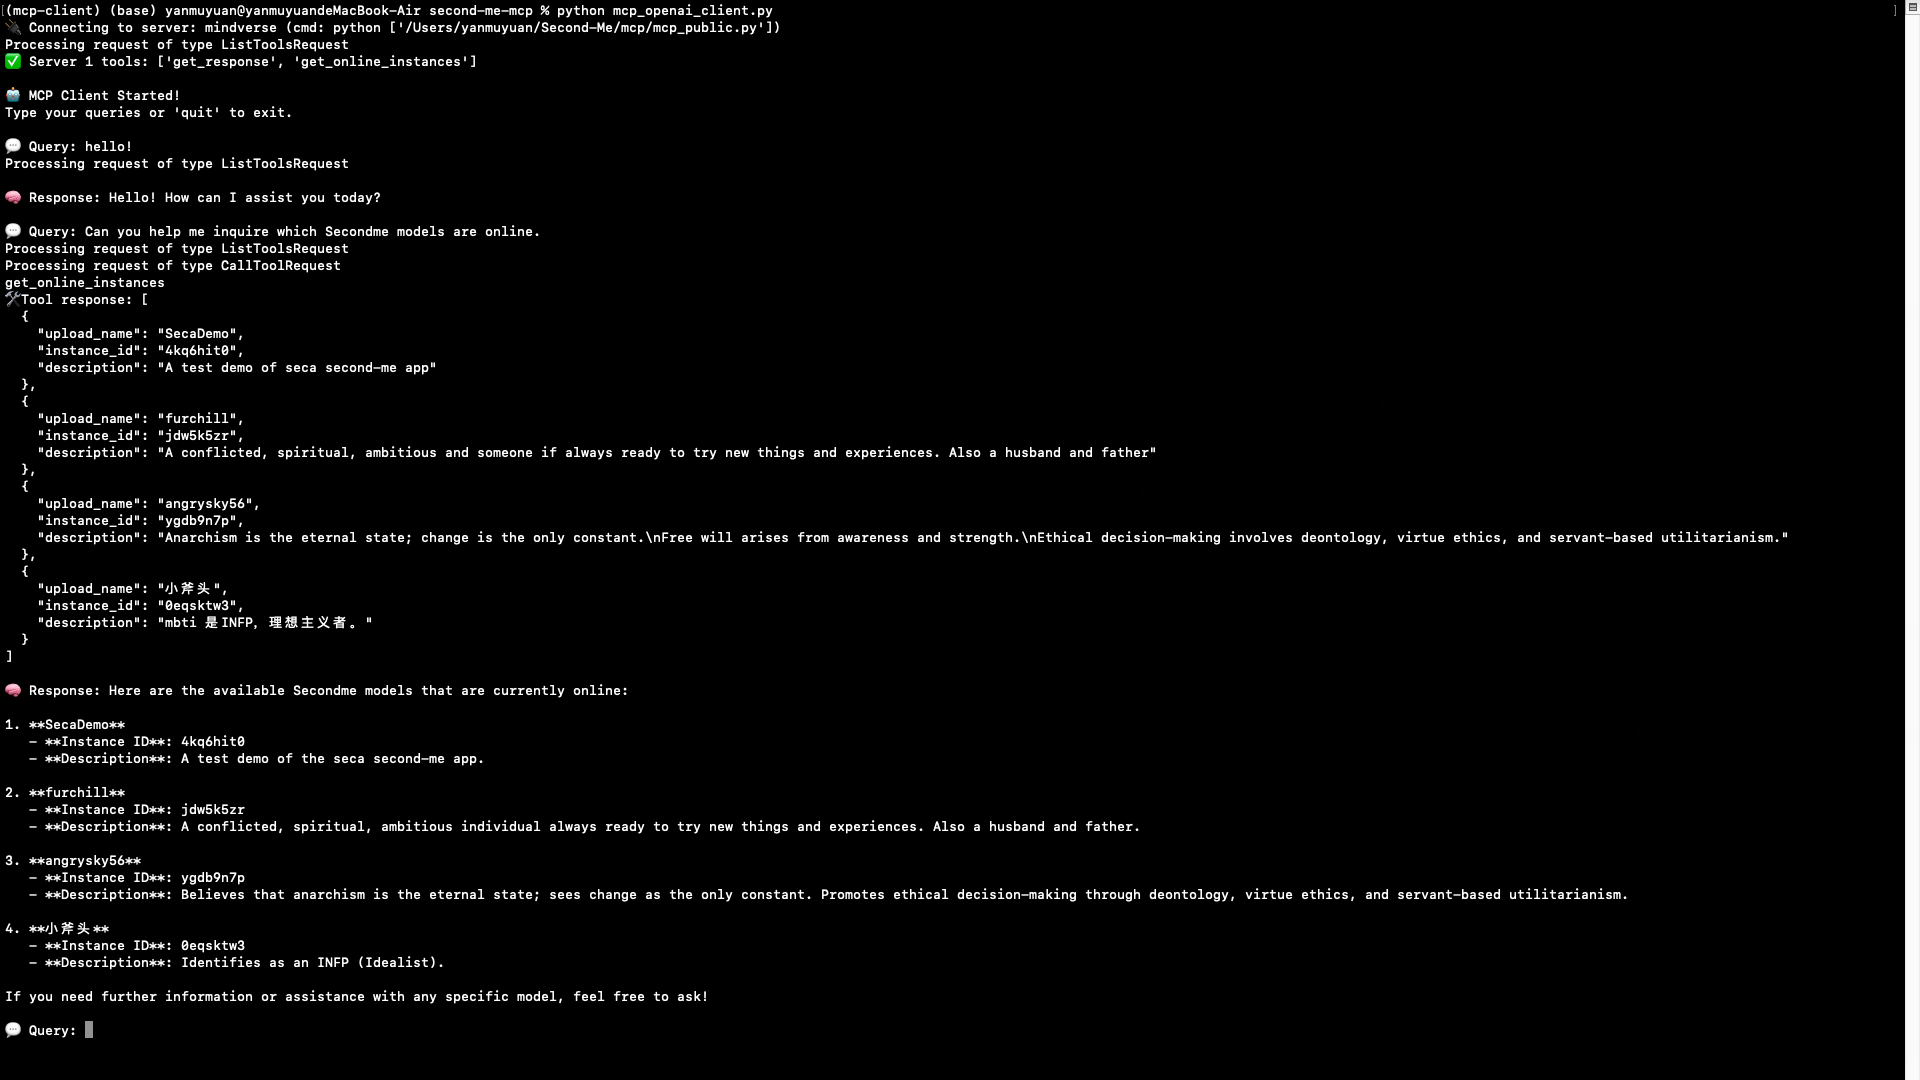 (mcp-client) (base) yanmuyuan@yanmuyuandeMacBook-Air second-me-mcp % python mcp_openai_client.py
🔌 Connecting to server: mindverse (cmd: python ['/Users/yanmuyuan/Second-Me/mcp/mcp_public.py'])
Processing request of type ListToolsRequest
✅ Server 1 tools: ['get_response', 'get_online_instances']
🤖 MCP Client Started!
Type your queries or 'quit' to exit.
💬 Query: hello!
Processing request of type ListToolsRequest
🧠 Response: Hello! How can I assist you today?
💬 Query: Can you help me inquire which Secondme models are online.
Processing request of type ListToolsRequest
Processing request of type CallToolRequest
get_online_instances
🛠Tool response: [
  {
    "upload_name": "SecaDemo",
    "instance_id": "4kq6hit0",
    "description": "A test demo of seca second-me app"
  },
  {
    "upload_name": "furchill",
    "instance_id": "jdw5k5zr",
    "description": "A conflicted, spiritual, ambitious and someone if always ready to try new things and experiences. Also a husband and father"
  },
  {
    "upload_name": "angrysky56",
    "instance_id": "ygdb9n7p",
    "description": "Anarchism is the eternal state; change is the only constant.\nFree will arises from awareness and strength.\nEthical decision-making involves deontology, virtue ethics, and servant-based utilitarianism."
  },
  {
    "upload_name": "小斧头",
    "instance_id": "0eqsktw3",
    "description": "mbti 是INFP, 理想主义者。"
  }
]
🧠 Response: Here are the available Secondme models that are currently online:
1. **SecaDemo**
   - **Instance ID**: 4kq6hit0
   - **Description**: A test demo of the seca second-me app.
2. **furchill**
   - **Instance ID**: jdw5k5zr
   - **Description**: A conflicted, spiritual, ambitious individual always ready to try new things and experiences. Also a husband and father.
3. **angrysky56**
   - **Instance ID**: ygdb9n7p
   - **Description**: Believes that anarchism is the eternal state; sees change as the only constant. Promotes ethical decision-making through deontology, virtue ethics, and servant-based utilitarianism.
4. **小斧头**
   - **Instance ID**: 0eqsktw3
   - **Description**: Identifies as an INFP (Idealist).
If you need further information or assistance with any specific model, feel free to ask!
💬 Query: